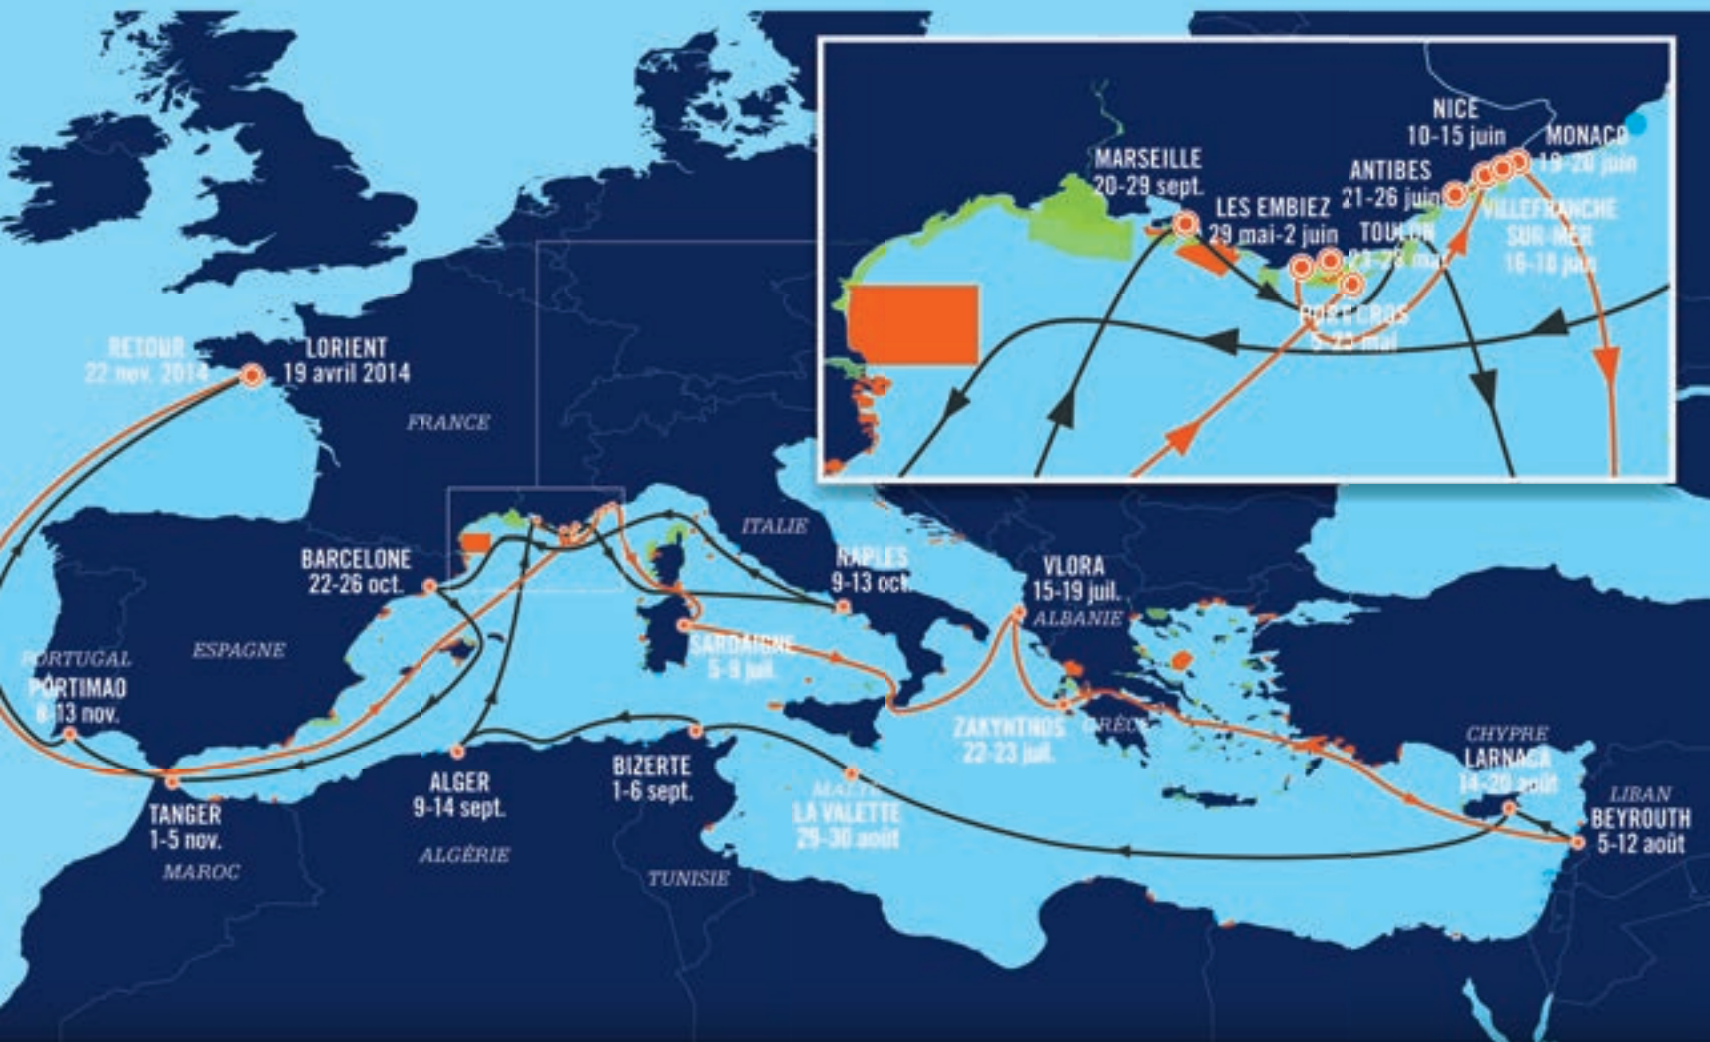 NICE
10-15 juin
MONACO
19-20 juin
MARSEILLE
20-29 sept.
ANTIBES
21-26 juin
LES EMBIEZ
29 mai-2 juin
TOULON
mai
VILLEFRANCHE
SUR-MER
16-18 juin
mai
RETOUR
22 nov. 2014
LORIENT
19 avril 2014
FRANCE
ITALIE
BARCELONE
22-26 oct.
NAPLES
9-13 oct.
VLORA
15-19 juil.
ALBANIE
ESPAGNE
PORTUGAL
PORTIMAO
8-13 nov.
SARDAIGNE
5-9 juil.
ZAKYNTHOS
22-23 juil.
GRÈCE
CHYPRE
LARNACA
14-20 août
LIBAN
BEYROUTH
5-12 août
TANGER
1-5 nov.
MAROC
ALGER
9-14 sept.
ALGÉRIE
BIZERTE
1-6 sept.
TUNISIE
MALTE
LA VALETTE
29-30 août